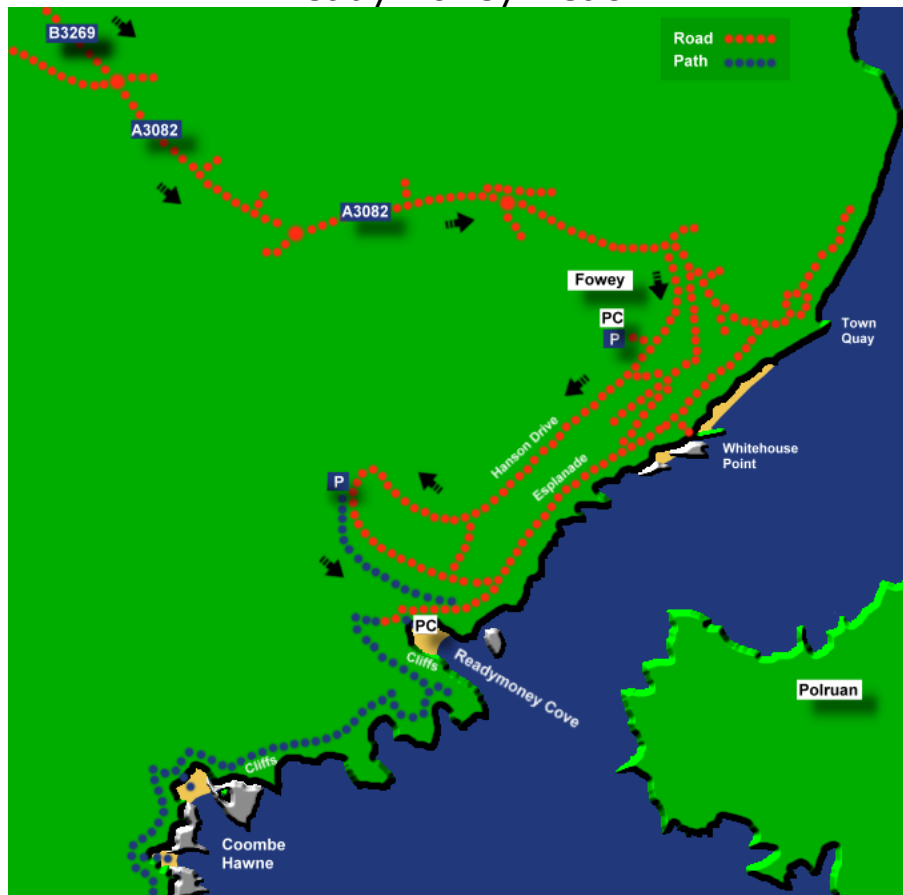 B3269
Road
Path
A3082
A3082
Fowey
PC
P
Town
Quay
Hanson Drive
Esplanade
Whitehouse
Point
P
PC
Cliffs
Readymoney Cove
Polruan
Cliffs
Coombe
Hawne